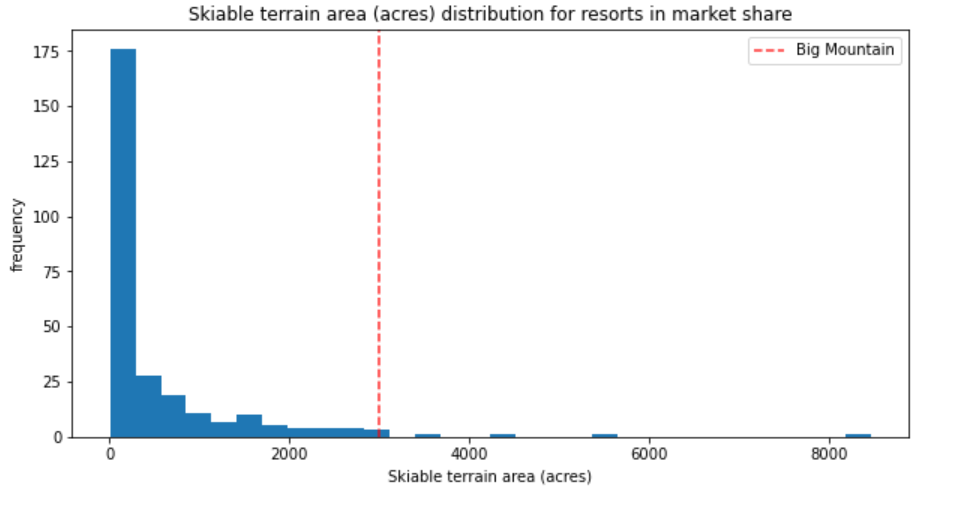 Skiable terrain area (acres) distribution for resorts in market share
Big Mountain
175
150
125
100
75
50
25
0
frequency
0 2000 4000 6000 8000
Skiable terrain area (acres)